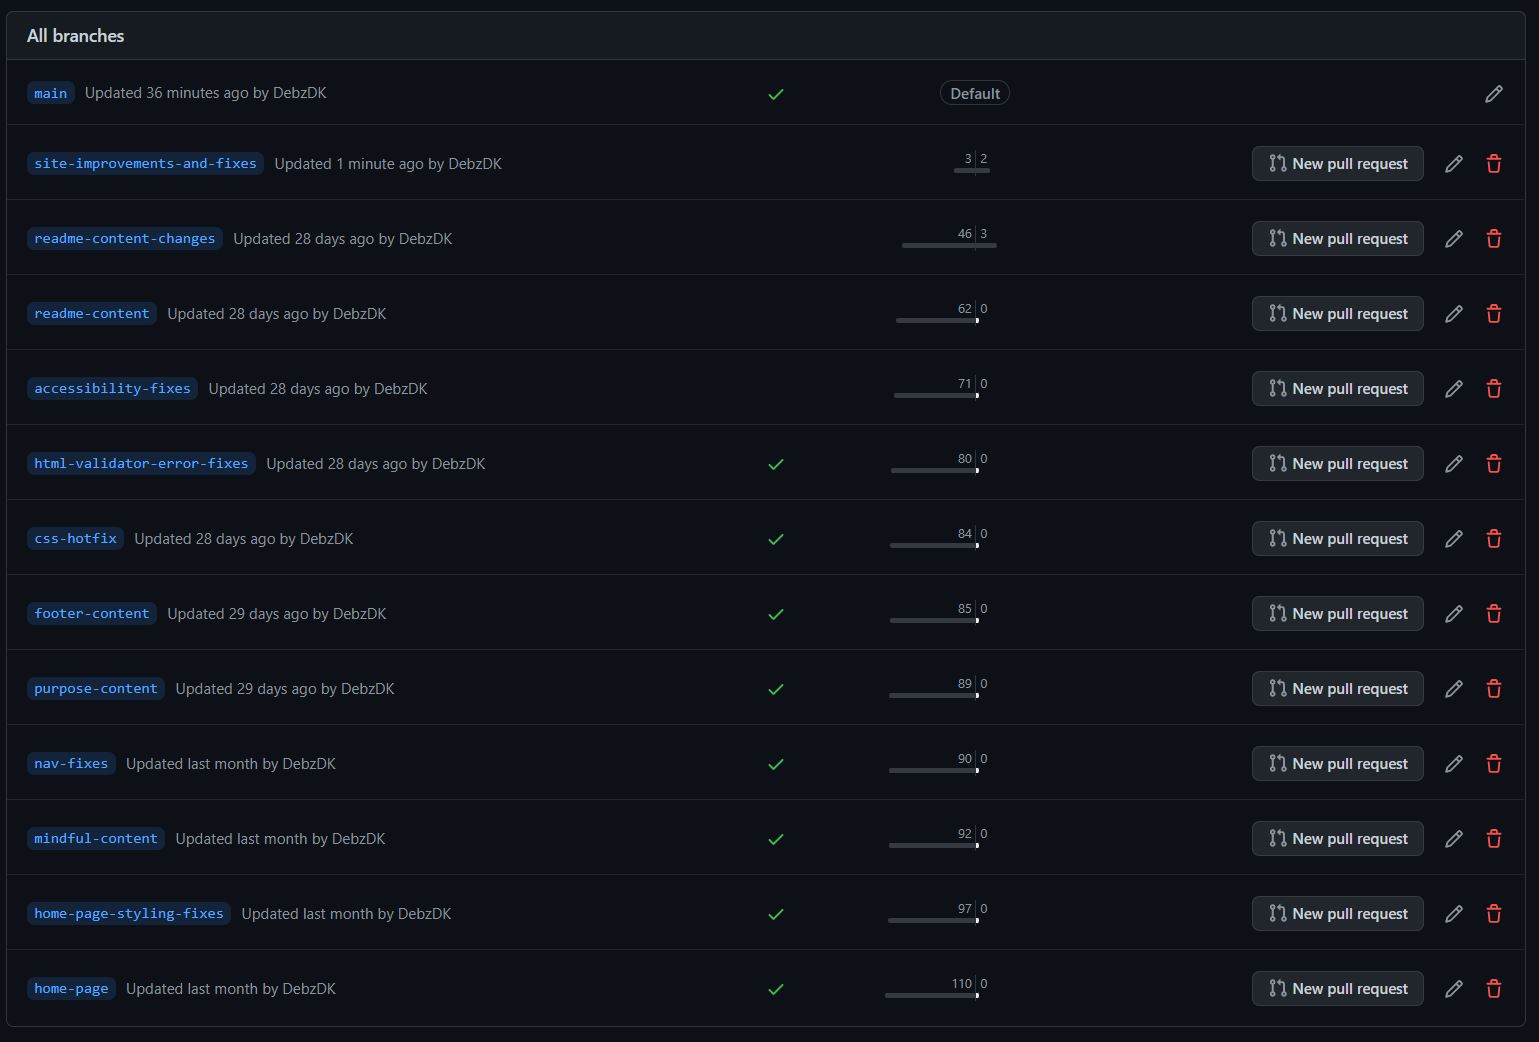 All branches
main Updated 36 minutes ago by DebzDK Default
site-improvements-and-fixes Updated 1 minute ago by DebzDK 3 2 New pull request
readme-content-changes Updated 28 days ago by DebzDK 46 3 New pull request
readme-content Updated 28 days ago by DebzDK 62 0 New pull request
accessibility-fixes Updated 28 days ago by DebzDK 71 0 New pull request
html-validator-error-fixes Updated 28 days ago by DebzDK 80 0 New pull request
css-hotfix Updated 28 days ago by DebzDK 84 0 New pull request
footer-content Updated 29 days ago by DebzDK 85 0 New pull request
purpose-content Updated 29 days ago by DebzDK 89 0 New pull request
nav-fixes Updated last month by DebzDK 90 0 New pull request
mindful-content Updated last month by DebzDK 92 0 New pull request
home-page-styling-fixes Updated last month by DebzDK 97 0 New pull request
home-page Updated last month by DebzDK 110 0 New pull request